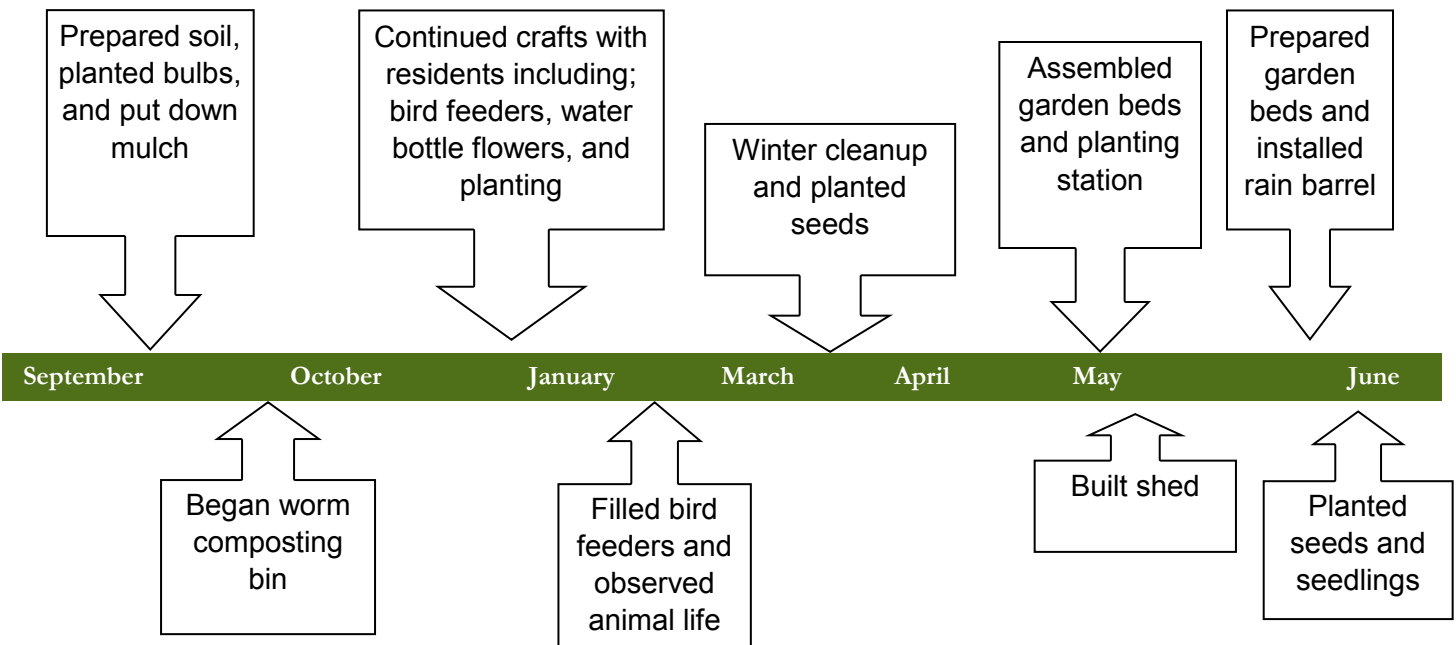 Prepared soil,
planted bulbs,
and put down
mulch
Continued crafts with
residents including;
bird feeders, water
bottle flowers, and
planting
Winter cleanup
and planted
seeds
Assembled
garden beds
and planting
station
Prepared
garden
beds and
installed
rain barrel
September October January March April May June
Began worm
composting
bin
Filled bird
feeders and
observed
animal life
Built shed
Planted
seeds and
seedlings